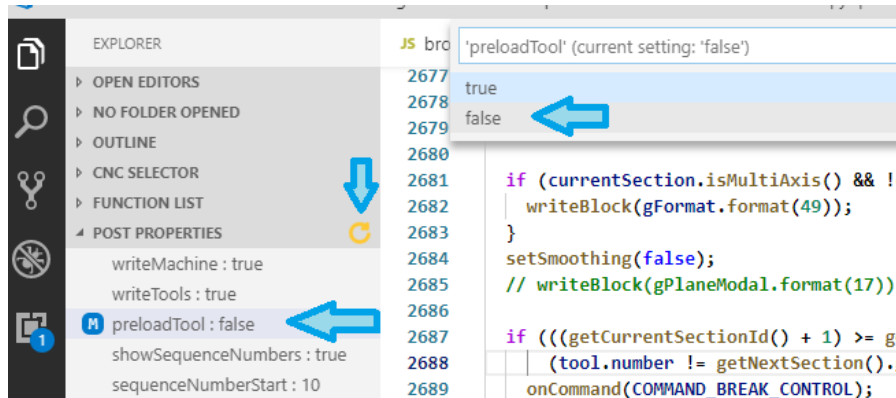 EXPLORER
OPEN EDITORS
NO FOLDER OPENED
OUTLINE
CNC SELECTOR
FUNCTION LIST
POST PROPERTIES
writeMachine : true
writeTools : true
M preloadTool : false
showSequenceNumbers : true
sequenceNumberStart : 10
1
JS bro
'preloadTool' (current setting: 'false')
true
false
2677
2678
2679
2680
2681 if (currentSection.isMultiAxis() && !
2682 writeBlock(gFormat.format(49));
2683 }
2684 setSmoothing(false);
2685 // writeBlock(gPlaneModal.format(17))
2686
2687 if (((getCurrentSectionId() + 1) >= g
2688 (tool.number != getNextSection().
2689 onCommand(COMMAND_BREAK_CONTROL);